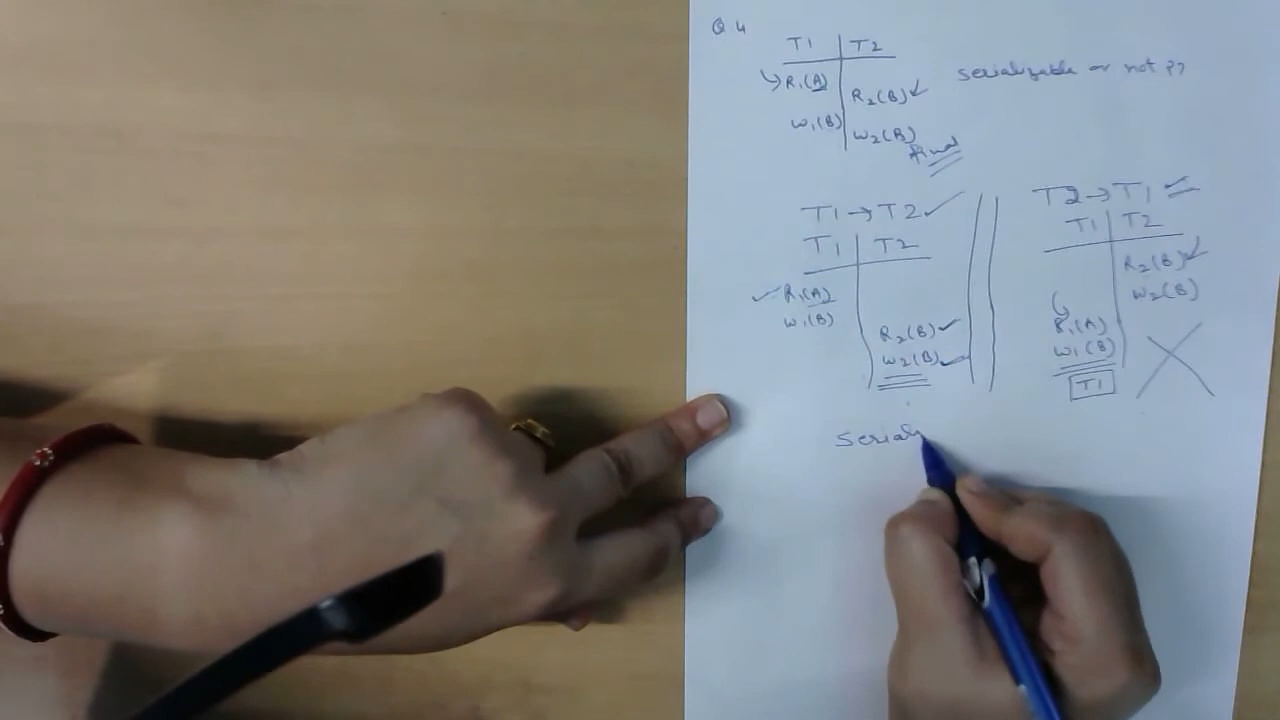 Q 4
T1 T2
R1(A)
R2(B)
W1(B)
W2(B)
final
serializable or not ??
T1 → T2
T1 T2
R1(A)
W1(B)
R2(B)
W2(B)
T2 → T1
T1 T2
R2(B)
W2(B)
R1(A)
W1(B)
T1
Seriali